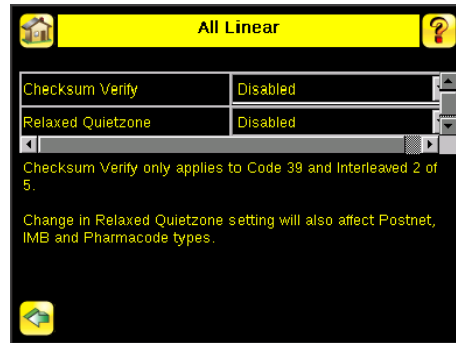 All Linear
?
Checksum Verify Disabled
Relaxed Quietzone Disabled
Checksum Verify only applies to Code 39 and Interleaved 2 of
5.
Change in Relaxed Quietzone setting will also affect Postnet,
IMB and Pharmacode types.